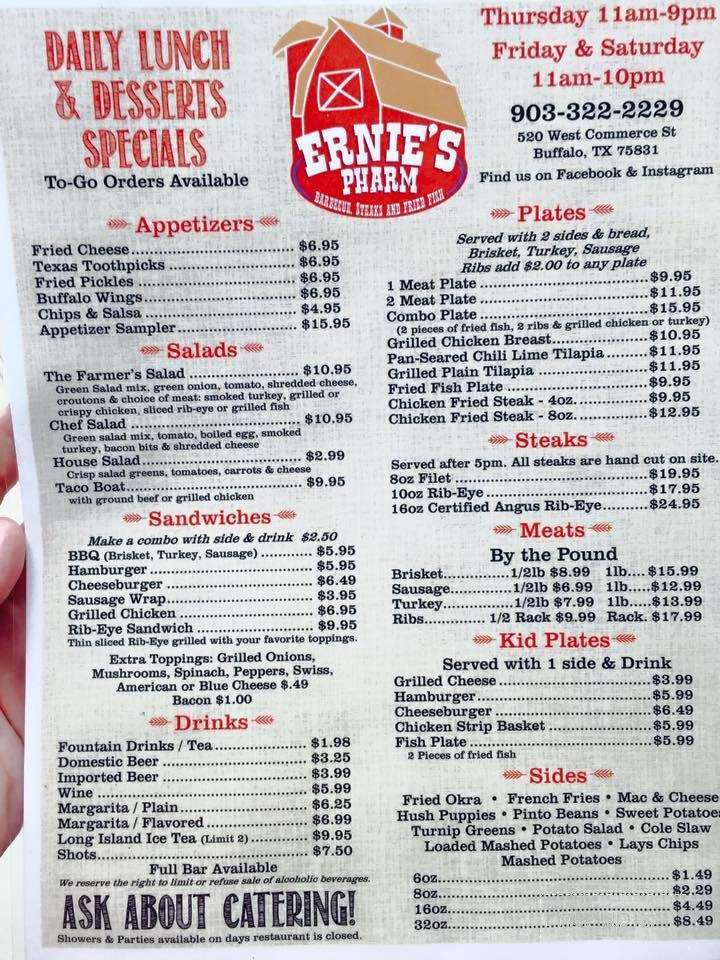 DAILY LUNCH
& DESSERTS
SPECIALS
To-Go Orders Available
ERNIE'S
PHARM
BARBECUE, STEAKS AND FRIED FISH
Thursday 11am-9pm
Friday & Saturday
11am-10pm
903-322-2229
520 West Commerce St
Buffalo, TX 75831
Find us on Facebook & Instagram
Appetizers
Fried Cheese........ $6.95
Texas Toothpicks ........ $6.95
Fried Pickles ........ $6.95
Buffalo Wings........ $6.95
Chips & Salsa ........ $4.95
Appetizer Sampler........ $15.95
Salads
The Farmer's Salad ........ $10.95
Green Salad mix, green onion, tomato, shredded cheese,
croutons & choice of meat: smoked turkey, grilled or
crispy chicken, sliced rib-eye or grilled fish
Chef Salad ........ $10.95
Green salad mix, tomato, boiled egg, smoked
turkey, bacon bits & shredded cheese
House Salad........ $2.99
Crisp salad greens, tomatoes, carrots & cheese
Taco Boat........ $9.95
with ground beef or grilled chicken
Sandwiches
Make a combo with side & drink $2.50
BBQ (Brisket, Turkey, Sausage) ........ $5.95
Hamburger ........ $5.95
Cheeseburger ........ $6.49
Sausage Wrap........ $3.95
Grilled Chicken ........ $6.95
Rib-Eye Sandwich ........ $9.95
Thin sliced Rib-Eye grilled with your favorite toppings.
Extra Toppings: Grilled Onions,
Mushrooms, Spinach, Peppers, Swiss,
American or Blue Cheese $.49
Bacon $1.00
Drinks
Fountain Drinks / Tea........ $1.98
Domestic Beer ........ $3.25
Imported Beer ........ $3.99
Wine ........ $5.99
Margarita / Plain........ $6.25
Margarita / Flavored........ $6.99
Long Island Ice Tea (Limit 2) ........ $9.95
Shots........ $7.50
Full Bar Available
We reserve the right to limit or refuse sale of alcoholic beverages.
ASK ABOUT CATERING!
Showers & Parties available on days restaurant is closed.
Plates
Served with 2 sides & bread,
Brisket, Turkey, Sausage
Ribs add $2.00 to any plate
1 Meat Plate ........ $9.95
2 Meat Plate ........ $11.95
Combo Plate ........ $15.95
(2 pieces of fried fish, 2 ribs & grilled chicken or turkey)
Grilled Chicken Breast........ $10.95
Pan-Seared Chili Lime Tilapia ........ $11.95
Grilled Plain Tilapia ........ $11.95
Fried Fish Plate ........ $9.95
Chicken Fried Steak - 4oz. ........ $9.95
Chicken Fried Steak - 8oz. ........ $12.95
Steaks
Served after 5pm. All steaks are hand cut on site.
8oz Filet ........ $19.95
10oz Rib-Eye ........ $17.95
16oz Certified Angus Rib-Eye........ $24.95
Meats
By the Pound
Brisket........ 1/2lb $8.99 1lb.... $15.99
Sausage........ 1/2lb $6.99 1lb.... $12.99
Turkey........ 1/2lb $7.99 1lb..... $13.99
Ribs........ 1/2 Rack $9.99 Rack. $17.99
Kid Plates
Served with 1 side & Drink
Grilled Cheese........ $3.99
Hamburger ........ $5.99
Cheeseburger ........ $6.49
Chicken Strip Basket ........ $5.99
Fish Plate ........ $5.99
2 Pieces of fried fish
Sides
Fried Okra • French Fries • Mac & Cheese
Hush Puppies • Pinto Beans • Sweet Potatoes
Turnip Greens • Potato Salad • Cole Slaw
Loaded Mashed Potatoes • Lays Chips
Mashed Potatoes
6oz........ $1.49
8oz........ $2.29
16oz........ $4.49
32oz........ $8.49